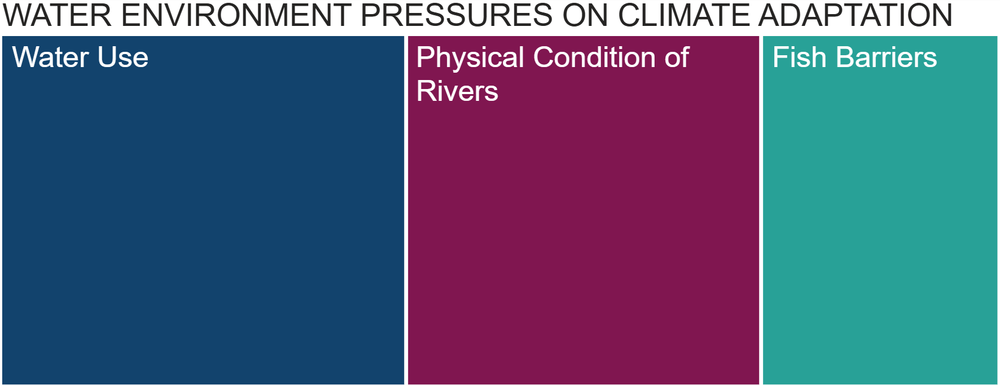 WATER ENVIRONMENT PRESSURES ON CLIMATE ADAPTATION
Water Use
Physical Condition of
Rivers
Fish Barriers